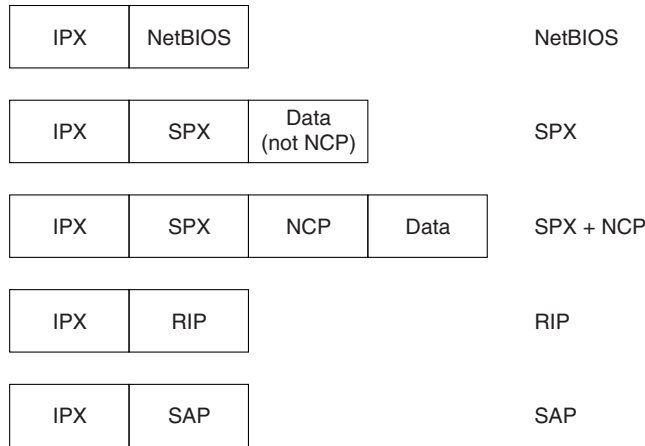 IPX NetBIOS NetBIOS
IPX SPX Data
(not NCP) SPX
IPX SPX NCP Data SPX + NCP
IPX RIP RIP
IPX SAP SAP